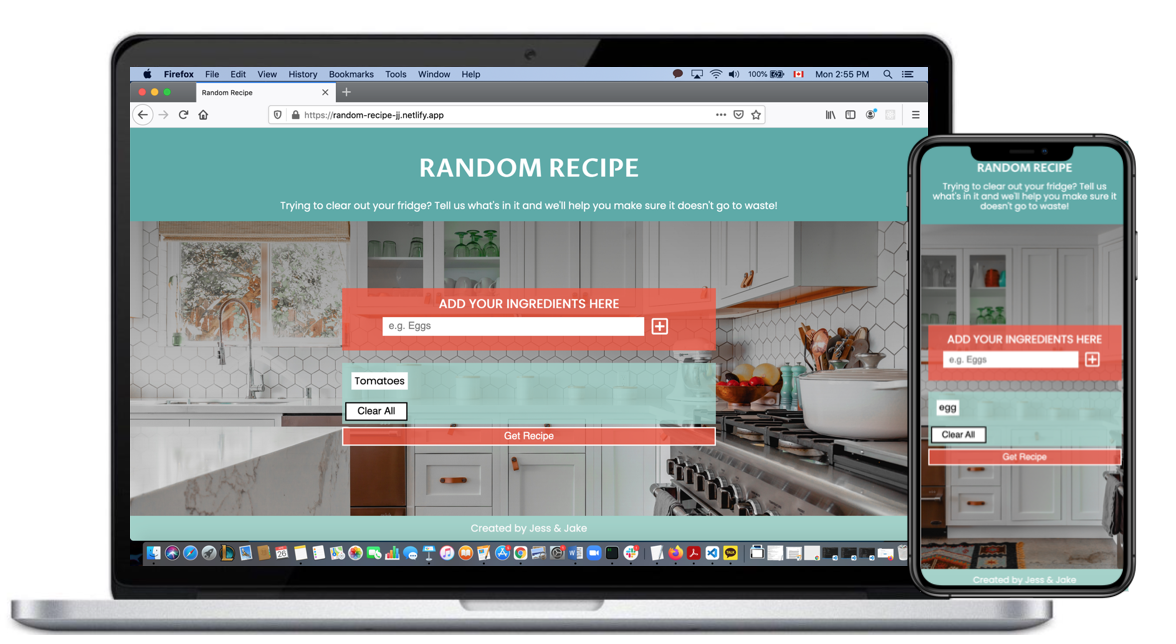 Firefox File Edit View History Bookmarks Tools Window Help 100% Mon 2:55 PM
Random Recipe
https://random-recipe-jj.netlify.app
RANDOM RECIPE
Trying to clear out your fridge? Tell us what's in it and we'll help you make sure it doesn't go to waste!
ADD YOUR INGREDIENTS HERE
e.g. Eggs
Tomatoes
Clear All
Get Recipe
Created by Jess & Jake
RANDOM RECIPE
Trying to clear out your fridge? Tell us
what's in it and we'll help you make sure it
doesn't go to waste!
ADD YOUR INGREDIENTS HERE
e.g. Eggs
egg
Clear All
Get Recipe
Created by Jess & Jake